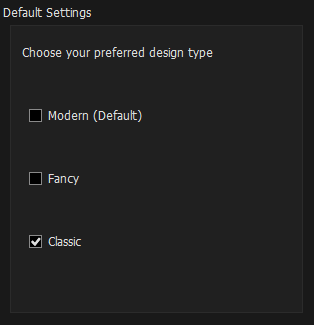 Default Settings
Choose your preferred design type
Modern (Default)
Fancy
Classic